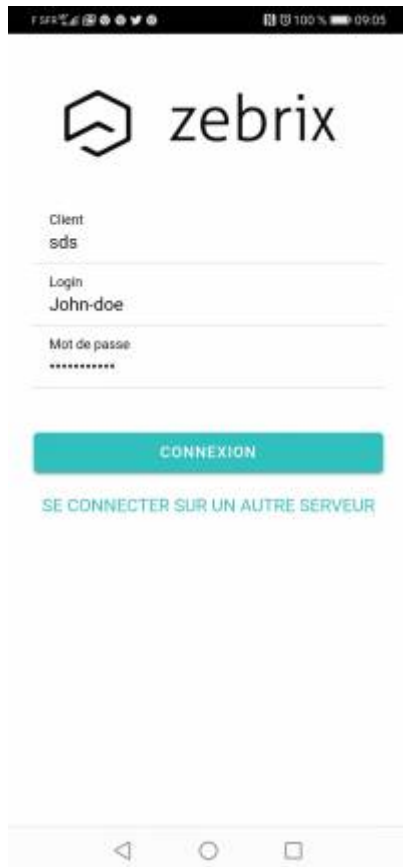 F SFR
100 % 09:05
zebrix
Client
sds
Login
John-doe
Mot de passe
•••••••••••
CONNEXION
SE CONNECTER SUR UN AUTRE SERVEUR